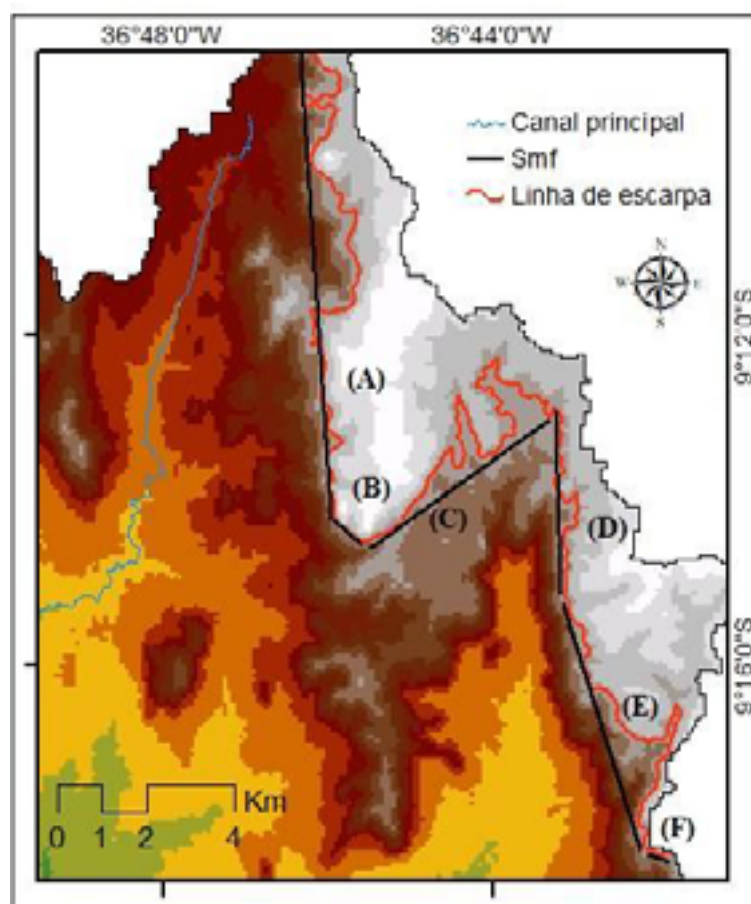 36°48'0"W 36°44'0"W
Canal principal
Smf
Linha de escarpa
N
W E
S
9°12'0"S
(A)
(B)
(C)
(D)
9°16'0"S
(E)
Km
0 1 2 4
(F)